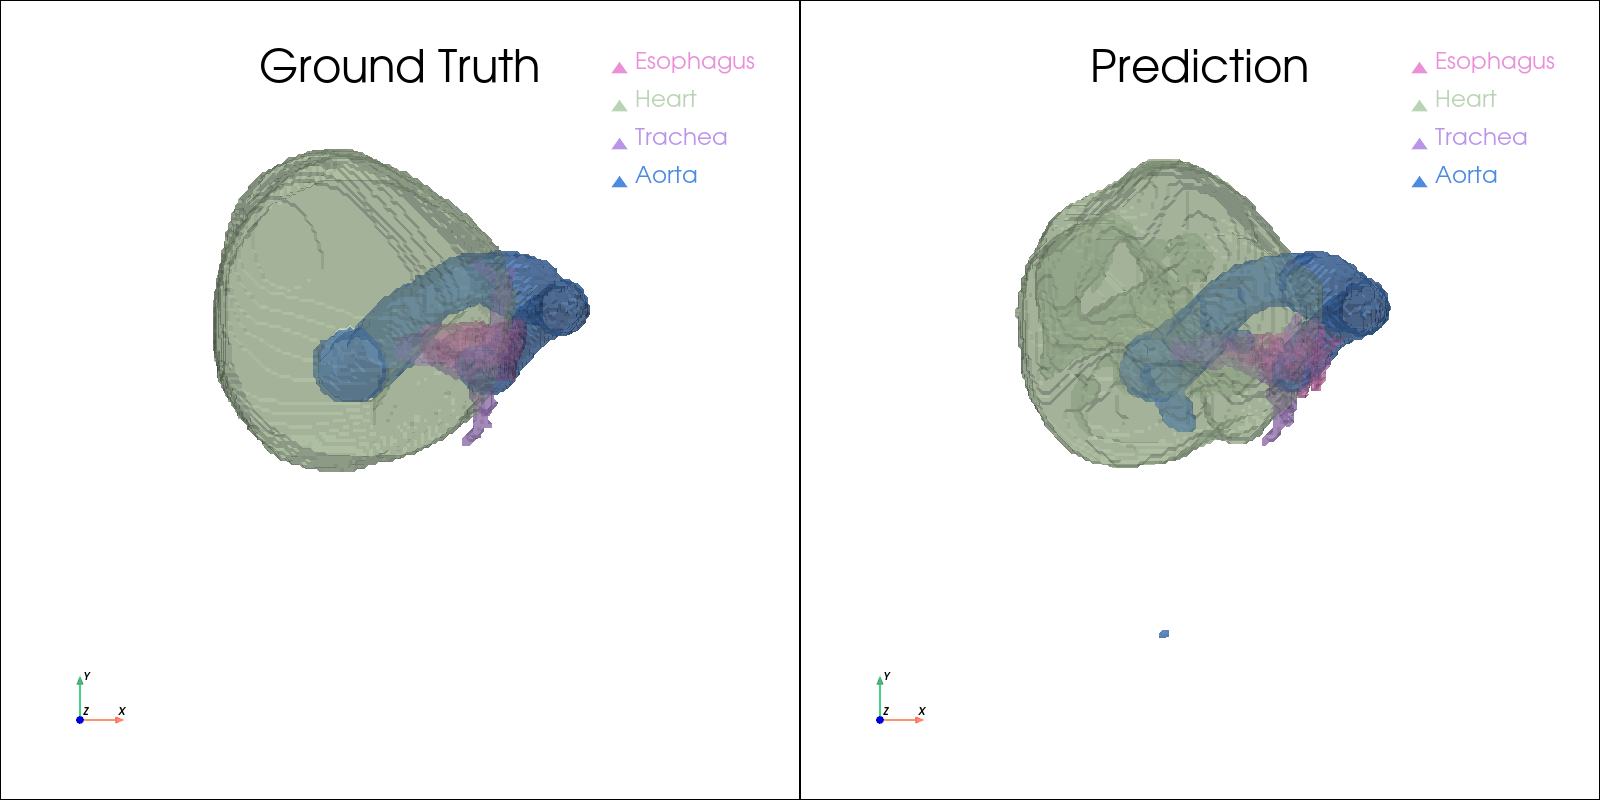 Ground Truth
Esophagus
Heart
Trachea
Aorta
Y
Z
X
Prediction
Esophagus
Heart
Trachea
Aorta
Y
Z
X